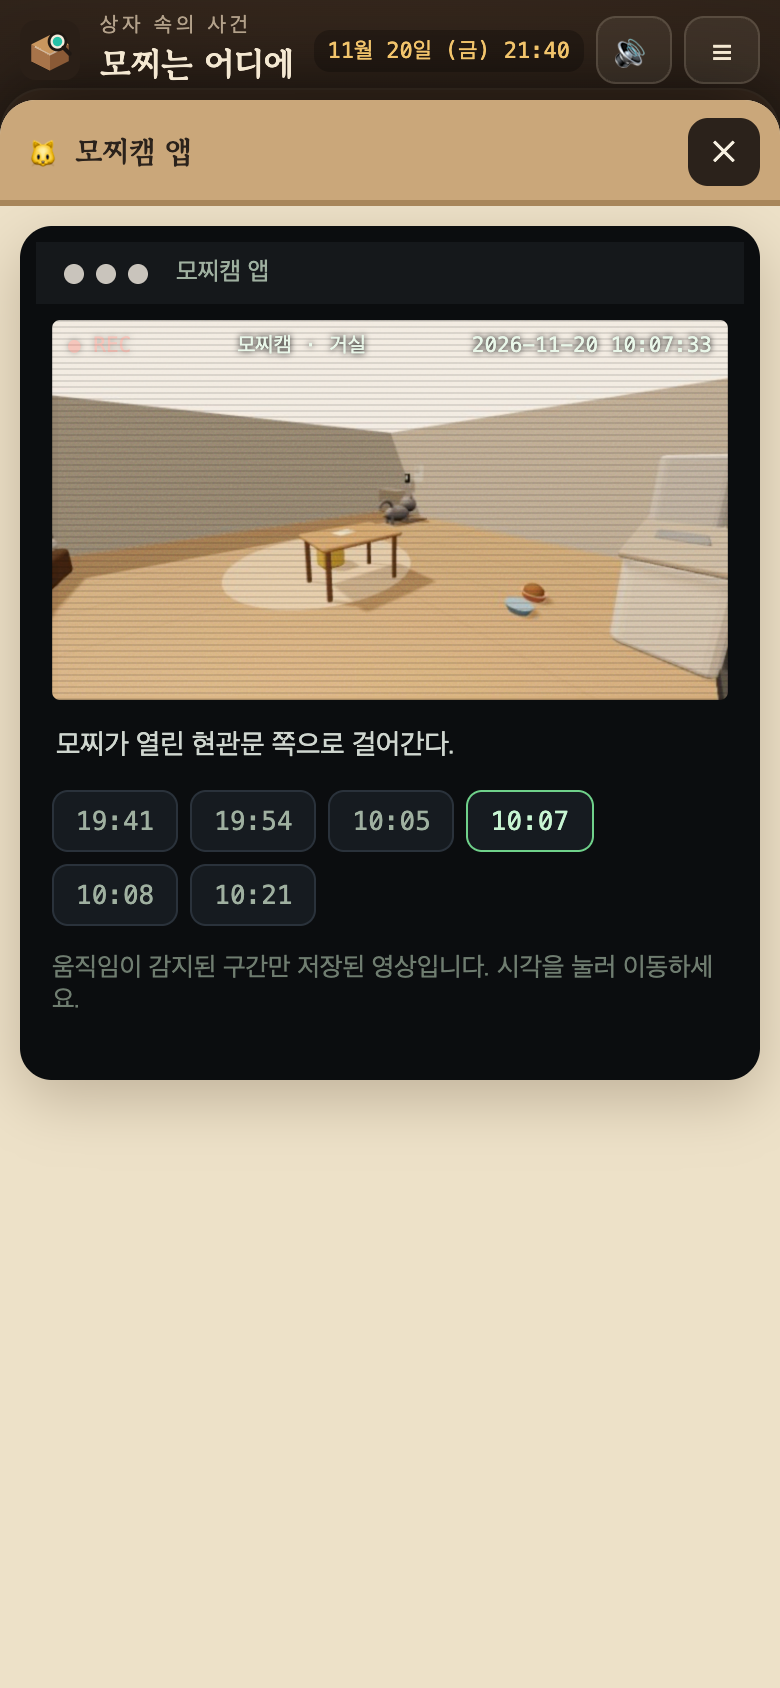 상자 속의 사건
모찌는 어디에
11월 20일 (금) 21:40
모찌캠 앱
모찌캠 앱
REC
모찌캠 · 거실
2026-11-20 10:07:33
모찌가 열린 현관문 쪽으로 걸어간다.
19:41
19:54
10:05
10:07
10:08
10:21
움직임이 감지된 구간만 저장된 영상입니다. 시각을 눌러 이동하세
요.